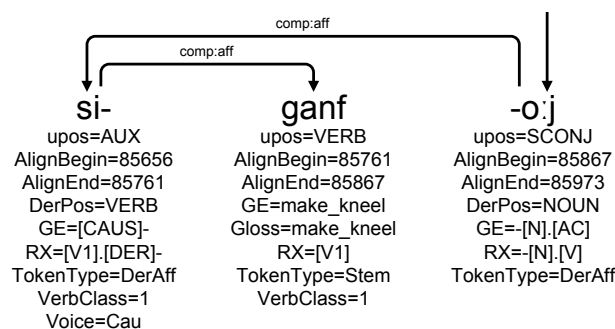 comp:aff
comp:aff
si- ganf -oːj
upos=AUX upos=VERB upos=SCONJ
AlignBegin=85656 AlignBegin=85761 AlignBegin=85867
AlignEnd=85761 AlignEnd=85867 AlignEnd=85973
DerPos=VERB GE=make_kneel DerPos=NOUN
GE=[CAUS]- Gloss=make_kneel GE=-[N].[AC]
RX=[V1].[DER]- RX=[V1] RX=-[N].[V]
TokenType=DerAff TokenType=Stem TokenType=DerAff
VerbClass=1 VerbClass=1
Voice=Cau